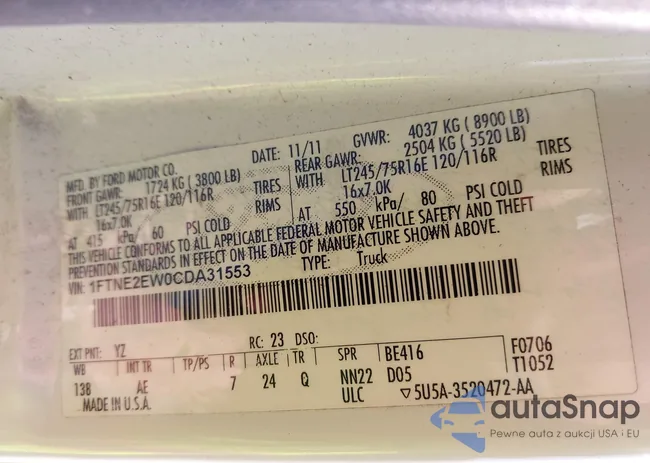 MFD. BY FORD MOTOR CO.
DATE: 11/11
GVWR: 4037 KG ( 8900 LB)
FRONT GAWR: 1724 KG ( 3800 LB)
REAR GAWR: 2504 KG ( 5520 LB)
WITH LT245/75R16E 120/116R TIRES
WITH LT245/75R16E 120/116R TIRES
16x7.0K RIMS
16x7.0K RIMS
AT 415 kPa/ 60 PSI COLD
AT 550 kPa/ 80 PSI COLD
THIS VEHICLE CONFORMS TO ALL APPLICABLE FEDERAL MOTOR VEHICLE SAFETY AND THEFT
PREVENTION STANDARDS IN EFFECT ON THE DATE OF MANUFACTURE SHOWN ABOVE.
VIN: 1FTNE2EW0CDA31553
TYPE: Truck
EXT PNT: YZ RC: 23 DSO:
WB INT TR TP/PS R AXLE TR SPR BE416 F0706
138 AE 7 24 Q NN22 D05 T1052
MADE IN U.S.A. ULC ▽5U5A-3520472-AA
autaSnap
Pewne auta z aukcji USA i EU